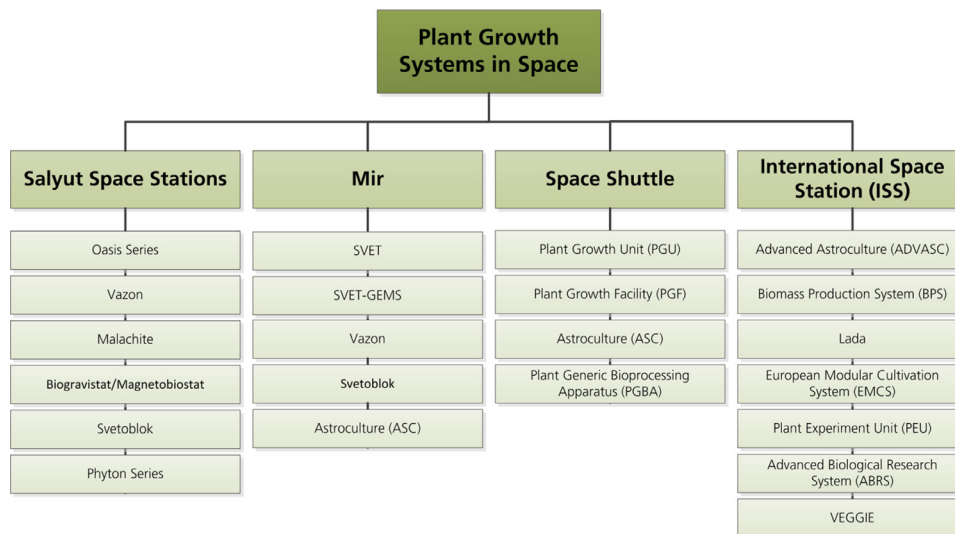 Plant Growth
Systems in Space
Salyut Space Stations
Oasis Series
Vazon
Malachite
Biogravistat/Magnetobiostat
Svetoblok
Phyton Series
Mir
SVET
SVET-GEMS
Vazon
Svetoblok
Astroculture (ASC)
Space Shuttle
Plant Growth Unit (PGU)
Plant Growth Facility (PGF)
Astroculture (ASC)
Plant Generic Bioprocessing
Apparatus (PGBA)
International Space
Station (ISS)
Advanced Astroculture (ADVASC)
Biomass Production System (BPS)
Lada
European Modular Cultivation
System (EMCS)
Plant Experiment Unit (PEU)
Advanced Biological Research
System (ABRS)
VEGGIE